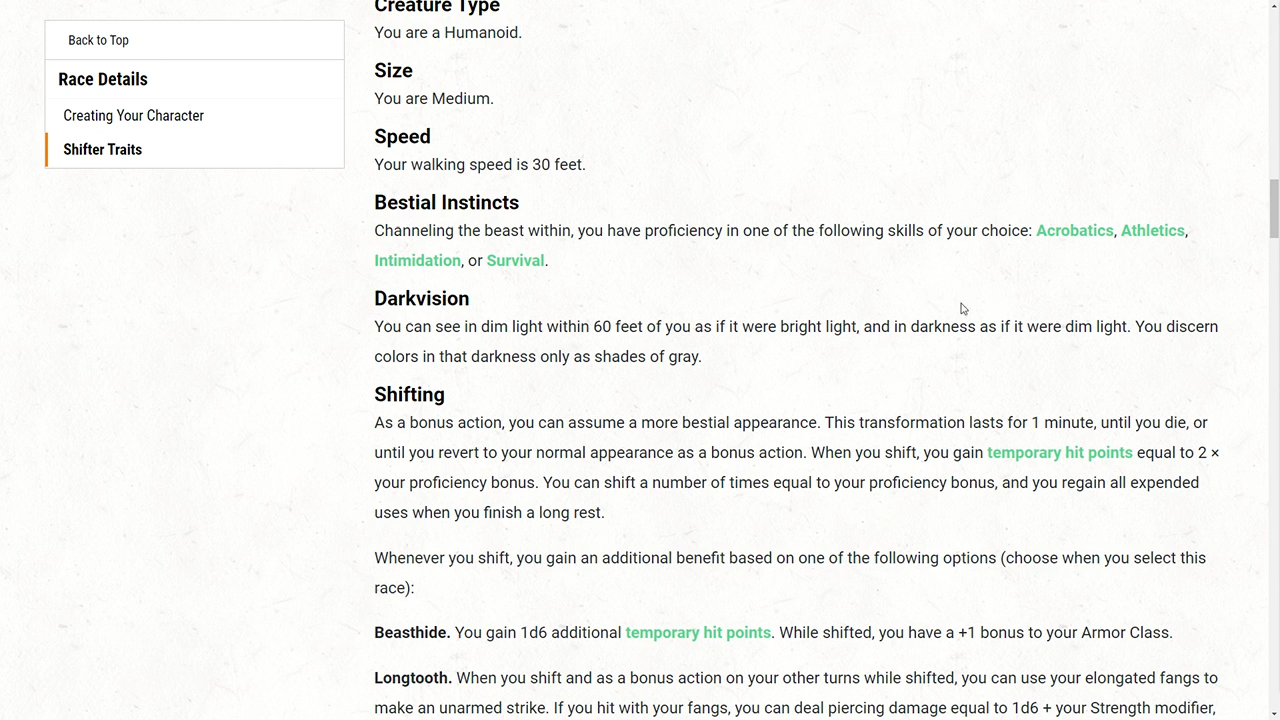 Back to Top
Race Details
Creating Your Character
Shifter Traits
Creature Type
You are a Humanoid.
Size
You are Medium.
Speed
Your walking speed is 30 feet.
Bestial Instincts
Channeling the beast within, you have proficiency in one of the following skills of your choice: Acrobatics, Athletics,
Intimidation, or Survival.
Darkvision
You can see in dim light within 60 feet of you as if it were bright light, and in darkness as if it were dim light. You discern
colors in that darkness only as shades of gray.
Shifting
As a bonus action, you can assume a more bestial appearance. This transformation lasts for 1 minute, until you die, or
until you revert to your normal appearance as a bonus action. When you shift, you gain temporary hit points equal to 2 ×
your proficiency bonus. You can shift a number of times equal to your proficiency bonus, and you regain all expended
uses when you finish a long rest.
Whenever you shift, you gain an additional benefit based on one of the following options (choose when you select this
race):
Beasthide. You gain 1d6 additional temporary hit points. While shifted, you have a +1 bonus to your Armor Class.
Longtooth. When you shift and as a bonus action on your other turns while shifted, you can use your elongated fangs to
make an unarmed strike. If you hit with your fangs, you can deal piercing damage equal to 1d6 + your Strength modifier,